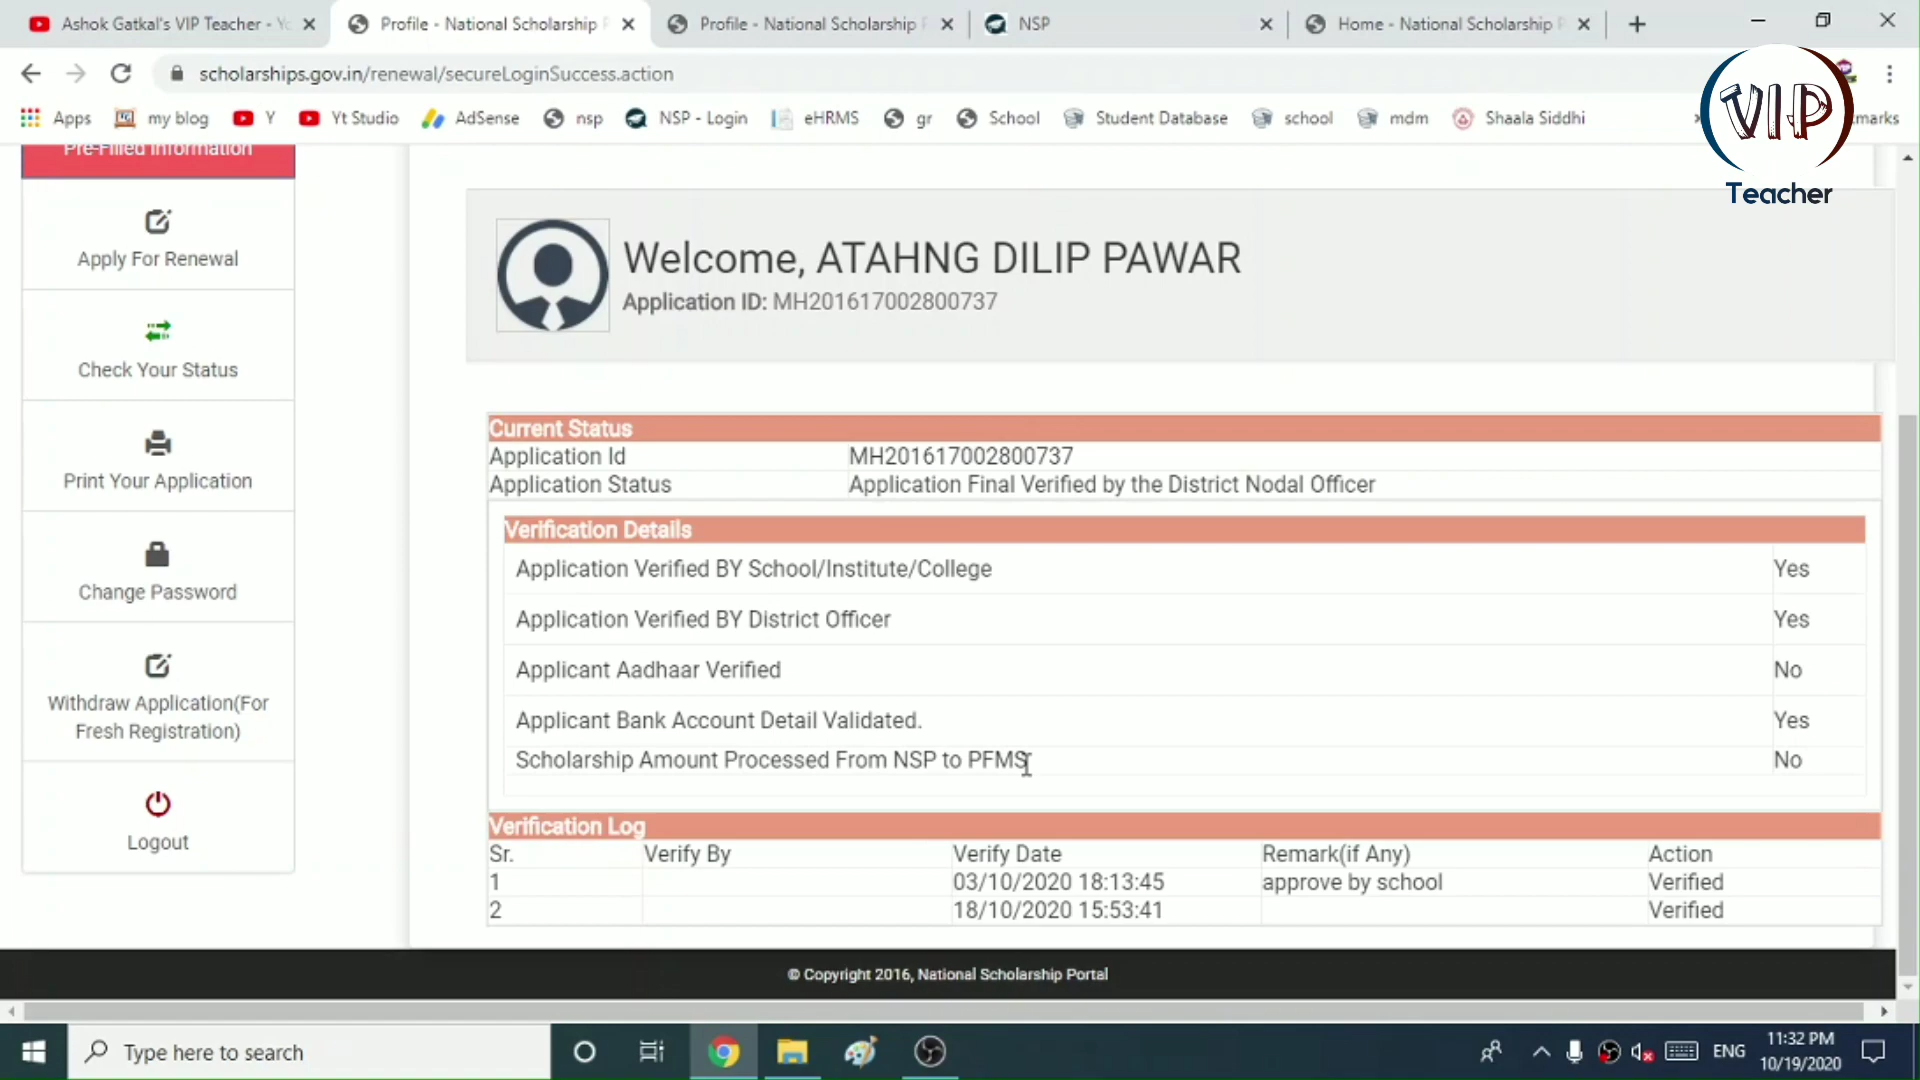 Ashok Gatkal's VIP Teacher - Yo
Profile - National Scholarship P
Profile - National Scholarship P
NSP
Home - National Scholarship P
scholarships.gov.in/renewal/secureLoginSuccess.action
Apps
my blog
Y
Yt Studio
AdSense
nsp
NSP - Login
eHRMS
gr
School
Student Database
school
mdm
Shaala Siddhi
marks
VIP
Teacher
Pre-Filled Information
Apply For Renewal
Check Your Status
Print Your Application
Change Password
Withdraw Application(For
Fresh Registration)
Logout
Welcome, ATAHNG DILIP PAWAR
Application ID: MH201617002800737
Current Status
Application Id MH201617002800737
Application Status Application Final Verified by the District Nodal Officer
Verification Details
Application Verified BY School/Institute/College Yes
Application Verified BY District Officer Yes
Applicant Aadhaar Verified No
Applicant Bank Account Detail Validated. Yes
Scholarship Amount Processed From NSP to PFMS No
Verification Log
Sr. Verify By Verify Date Remark(if Any) Action
1 03/10/2020 18:13:45 approve by school Verified
2 18/10/2020 15:53:41 Verified
© Copyright 2016, National Scholarship Portal
Type here to search
ENG
11:32 PM
10/19/2020